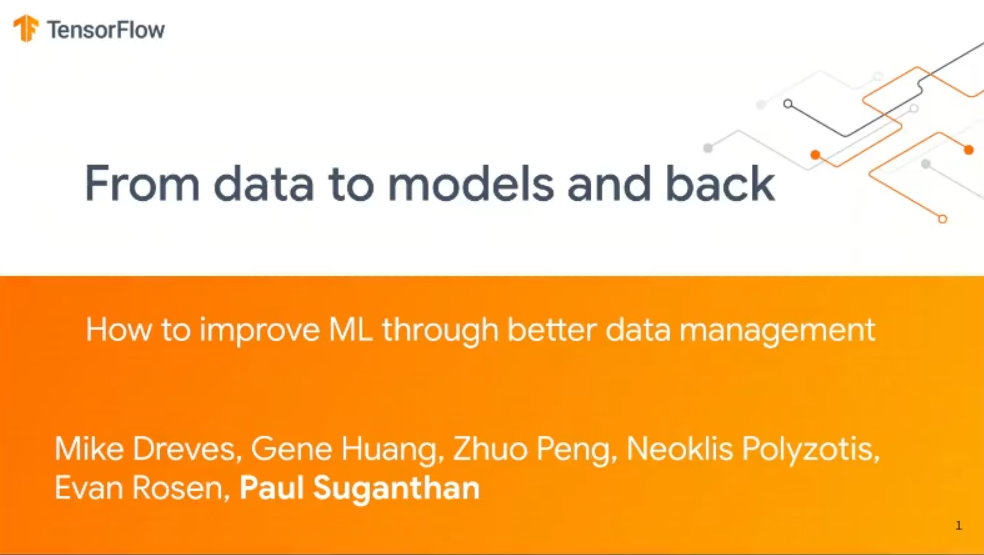 TensorFlow
From data to models and back
How to improve ML through better data management
Mike Dreves, Gene Huang, Zhuo Peng, Neoklis Polyzotis,
Evan Rosen, Paul Suganthan
1